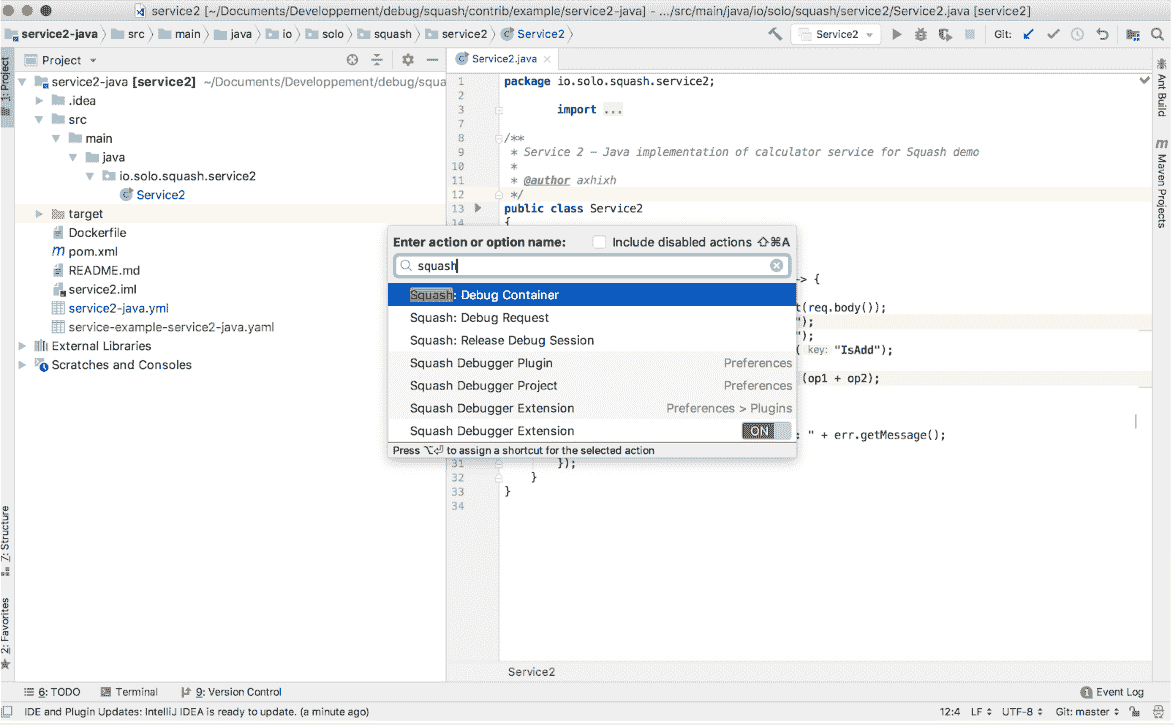 service2 [~/Documents/Developpement/debug/squash/contrib/example/service2-java] – .../src/main/java/io/solo/squash/service2/Service2.java [service2]
service2-java src main java io solo squash service2 Service2
Service2 Git:
1: Project
Project
service2-java [service2] ~/Documents/Developpement/debug/squa
.idea
src
main
java
io.solo.squash.service2
Service2
target
Dockerfile
pom.xml
README.md
service2.iml
service2-java.yml
service-example-service2-java.yaml
External Libraries
Scratches and Consoles
7: Structure
2: Favorites
Service2.java
1 package io.solo.squash.service2;
2
3 import ...
7
8 /**
9 * Service 2 – Java implementation of calculator service for Squash demo
10 *
11 * @author axhixh
12 */
13 public class Service2
14 {
-> {
t(req.body());
");
");
( key: "IsAdd");
(op1 + op2);
: " + err.getMessage();
31 });
32 }
33 }
34
Enter action or option name: Include disabled actions ⇧⌘A
squash
Squash: Debug Container
Squash: Debug Request
Squash: Release Debug Session
Squash Debugger Plugin Preferences
Squash Debugger Project Preferences
Squash Debugger Extension Preferences > Plugins
Squash Debugger Extension ON
Press ⌥⏎ to assign a shortcut for the selected action
Ant Build
m Maven Projects
Service2
6: TODO Terminal 9: Version Control 1 Event Log
IDE and Plugin Updates: IntelliJ IDEA is ready to update. (a minute ago) 12:4 LF UTF-8 Git: master